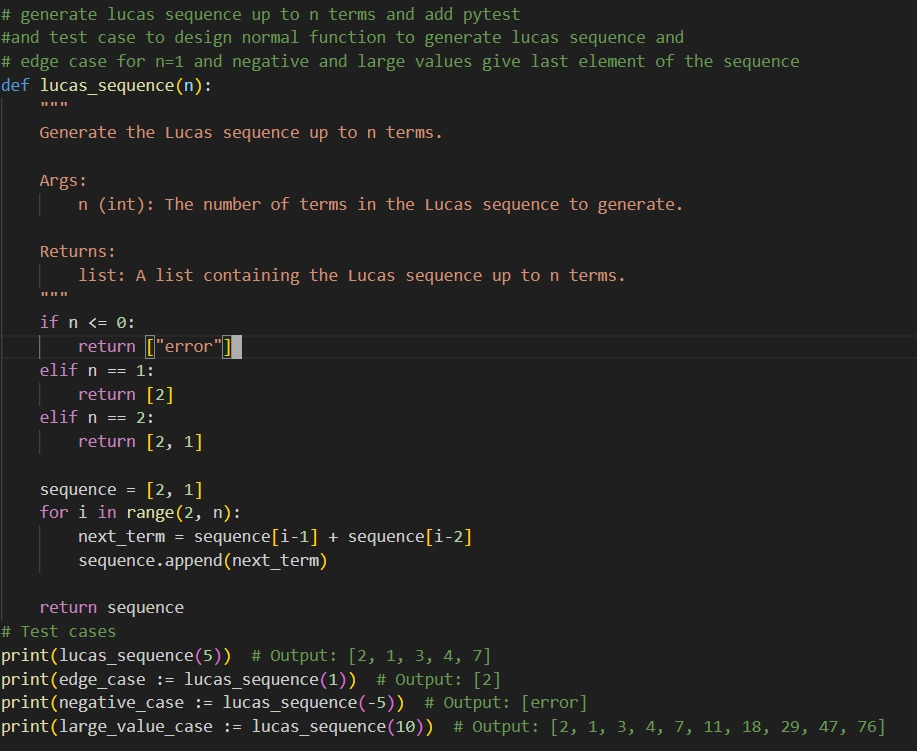 # generate lucas sequence up to n terms and add pytest
#and test case to design normal function to generate lucas sequence and
# edge case for n=1 and negative and large values give last element of the sequence
def lucas_sequence(n):
    """
    Generate the Lucas sequence up to n terms.

    Args:
        n (int): The number of terms in the Lucas sequence to generate.

    Returns:
        list: A list containing the Lucas sequence up to n terms.
    """
    if n <= 0:
        return ["error"]
    elif n == 1:
        return [2]
    elif n == 2:
        return [2, 1]

    sequence = [2, 1]
    for i in range(2, n):
        next_term = sequence[i-1] + sequence[i-2]
        sequence.append(next_term)

    return sequence
# Test cases
print(lucas_sequence(5))  # Output: [2, 1, 3, 4, 7]
print(edge_case := lucas_sequence(1))  # Output: [2]
print(negative_case := lucas_sequence(-5))  # Output: [error]
print(large_value_case := lucas_sequence(10))  # Output: [2, 1, 3, 4, 7, 11, 18, 29, 47, 76]